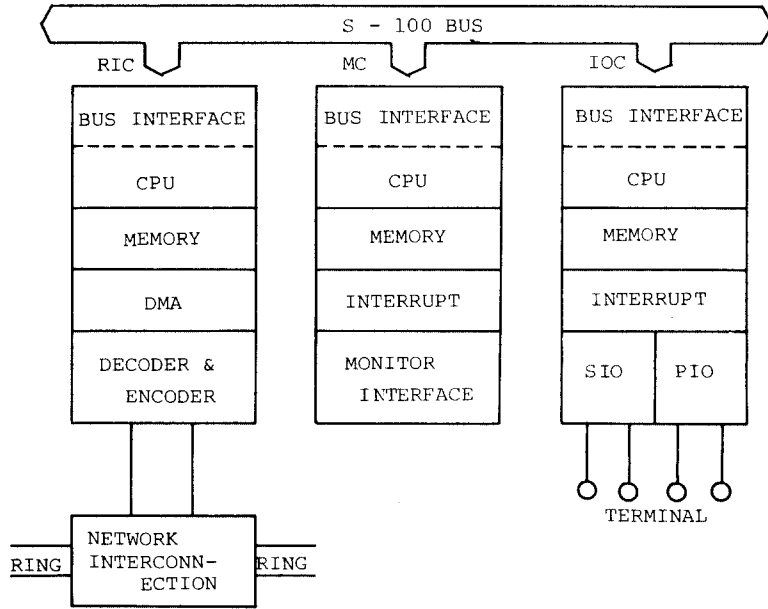 S - 100 BUS
RIC
MC
IOC
BUS INTERFACE
CPU
MEMORY
DMA
DECODER &
ENCODER
BUS INTERFACE
CPU
MEMORY
INTERRUPT
MONITOR
INTERFACE
BUS INTERFACE
CPU
MEMORY
INTERRUPT
SIO
PIO
TERMINAL
RING
NETWORK
INTERCONN-
ECTION
RING